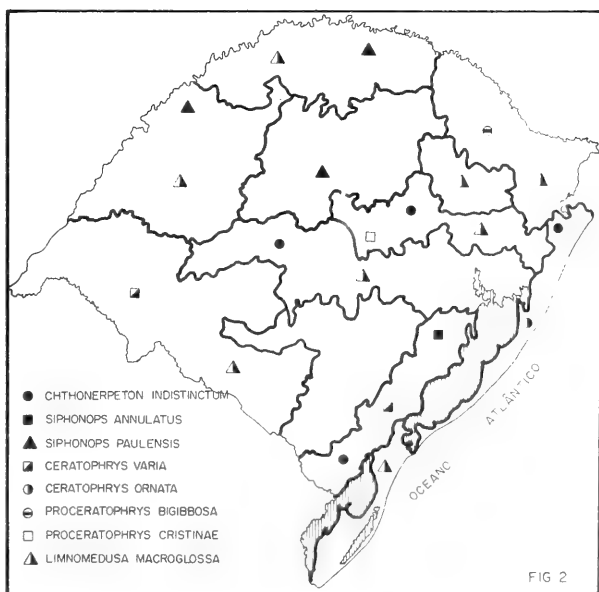 CHTHONERPETON INDISTINCTUM
SIPHONOPS ANNULATUS
SIPHONOPS PAULENSIS
CERATOPHRYS VARIA
CERATOPHRYS ORNATA
PROCERATOPHRYS BIGIBBOSA
PROCERATOPHRYS CRISTINAE
LIMNOMEDUSA MACROGLOSSA
OCEANO ATLÂNTICO
FIG 2